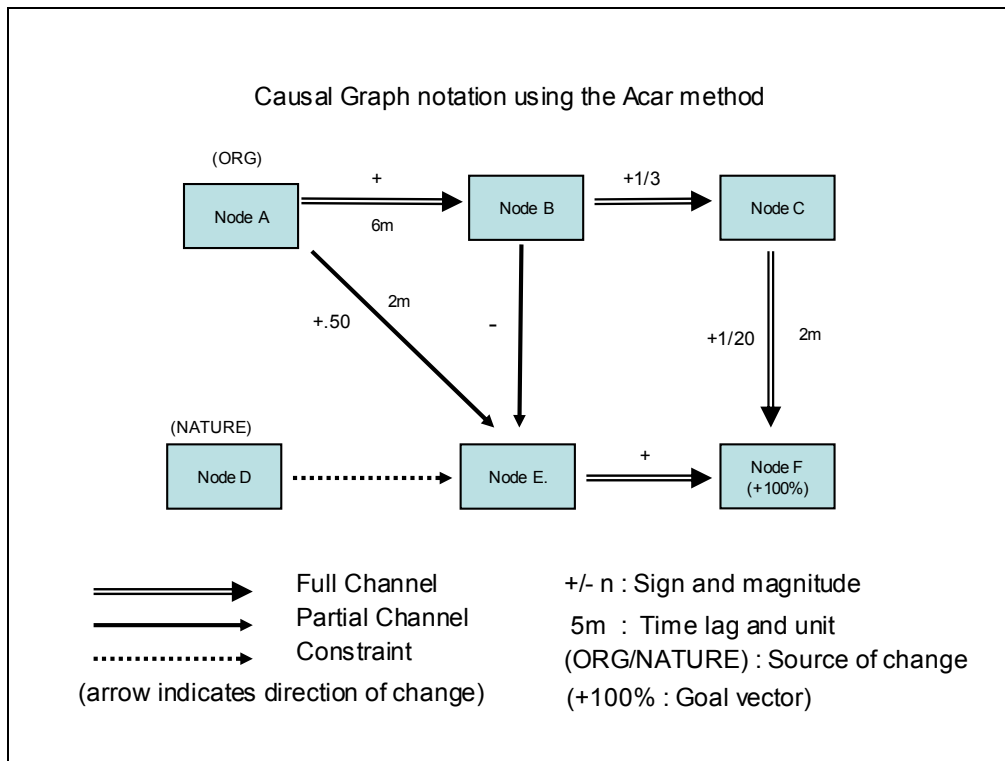 Causal Graph notation using the Acar method
(ORG)
Node A
+
6m
Node B
+1/3
Node C
+.50
2m
-
+1/20
2m
(NATURE)
Node D
Node E.
+
Node F
(+100%)
Full Channel
Partial Channel
Constraint
(arrow indicates direction of change)
+/- n : Sign and magnitude
5m : Time lag and unit
(ORG/NATURE) : Source of change
(+100% : Goal vector)